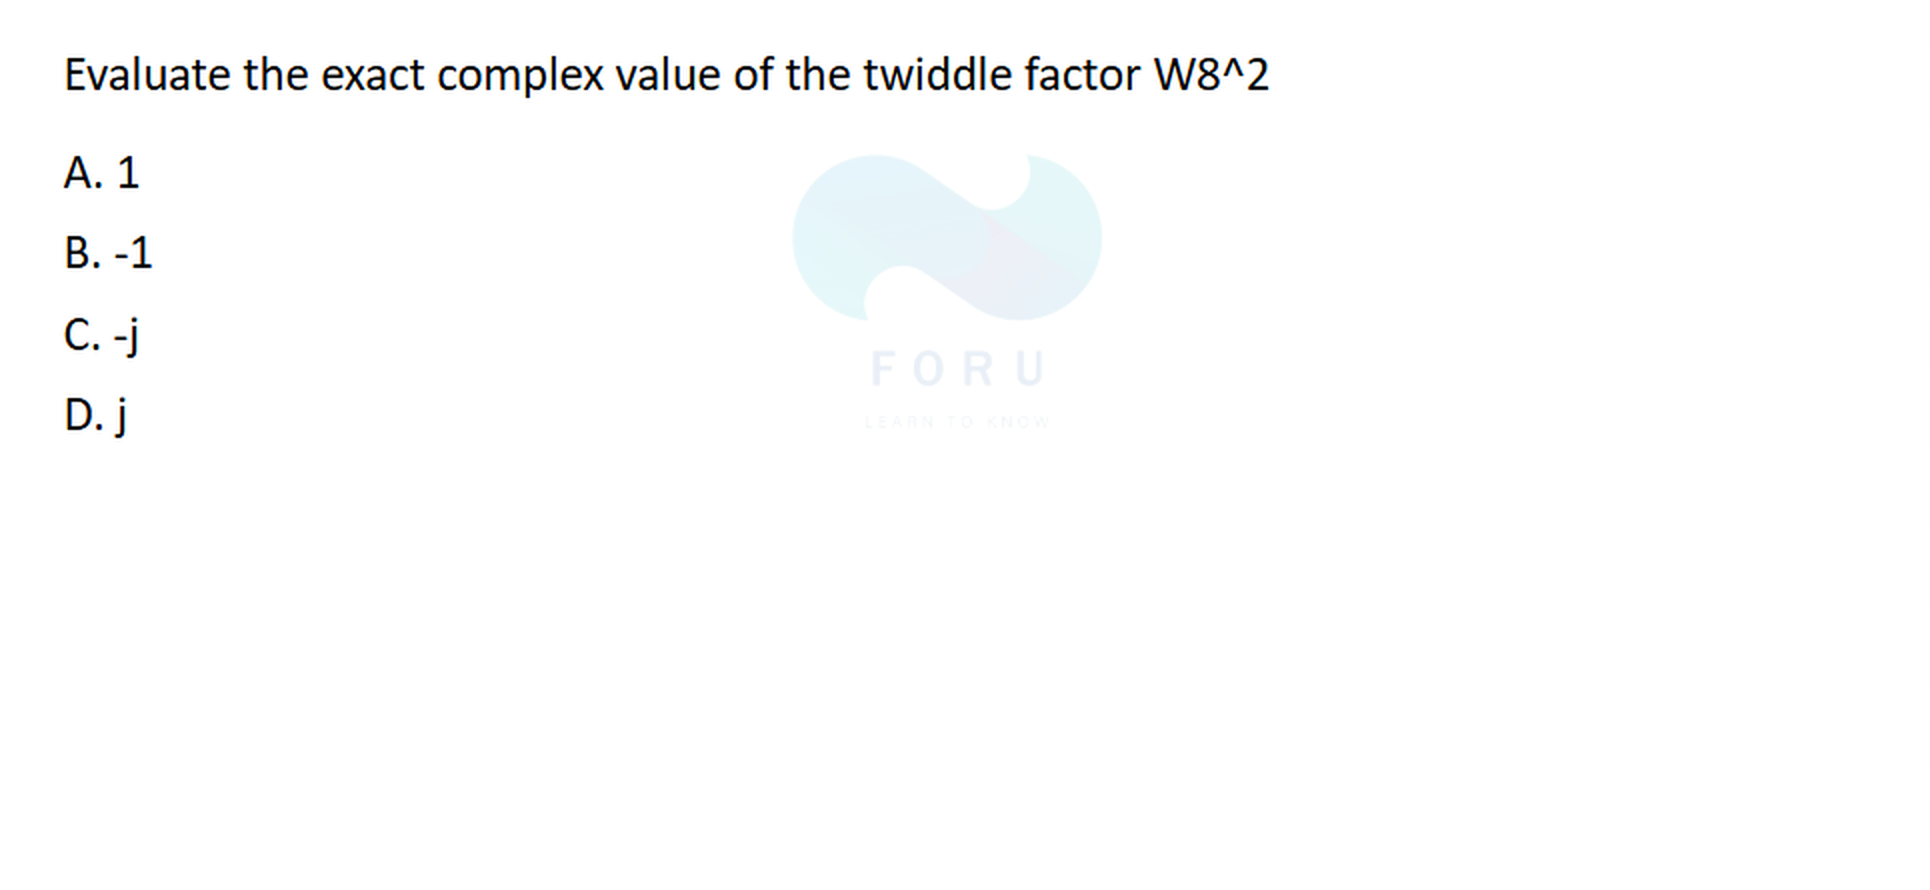 Evaluate the exact complex value of the twiddle factor W8^2
A. 1
B. -1
C. -j
D. j
FORU
LEARN TO KNOW